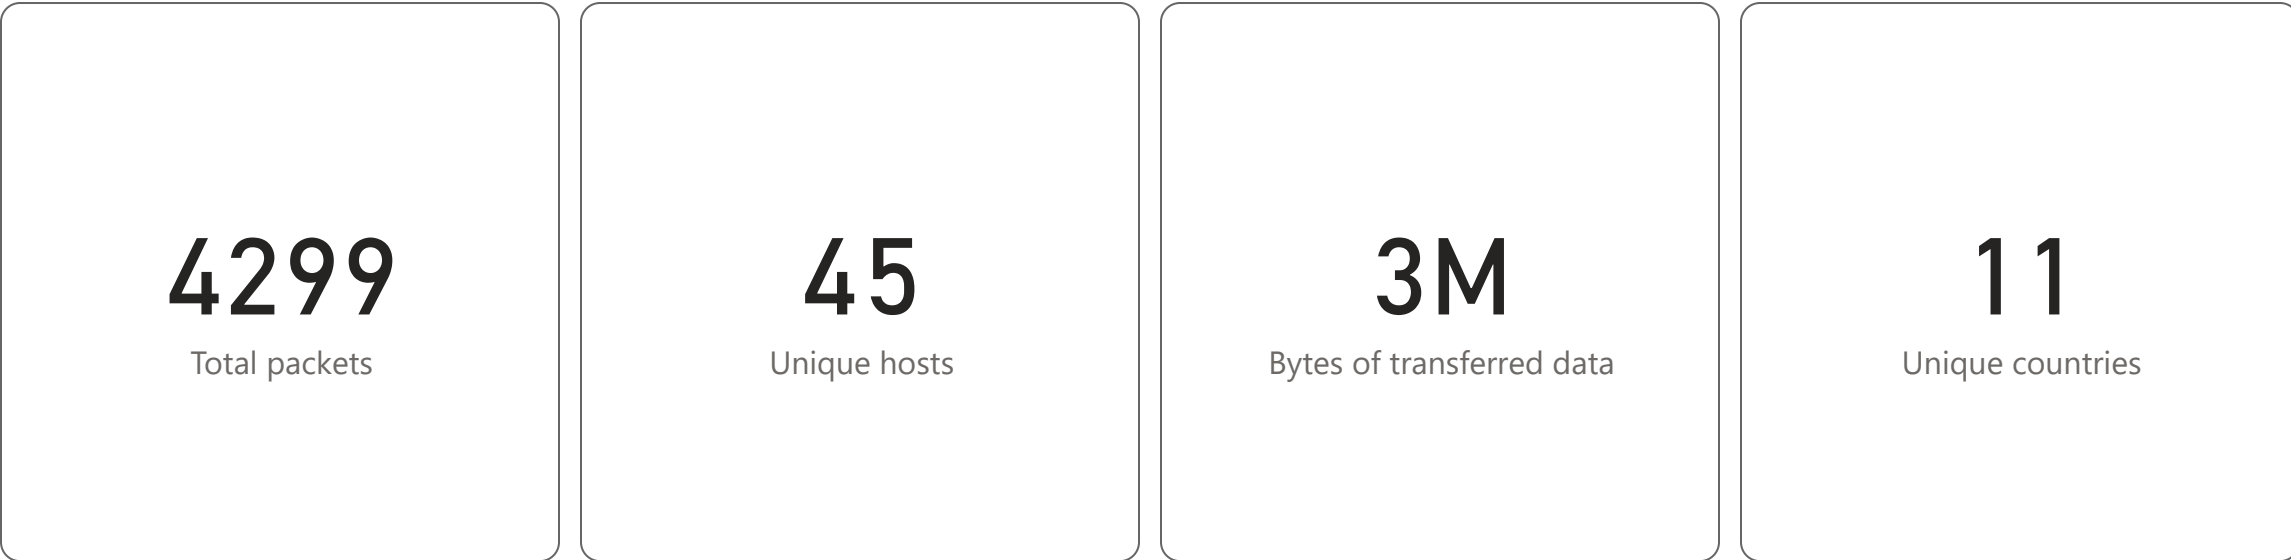 4299
Total packets
45
Unique hosts
3M
Bytes of transferred data
11
Unique countries